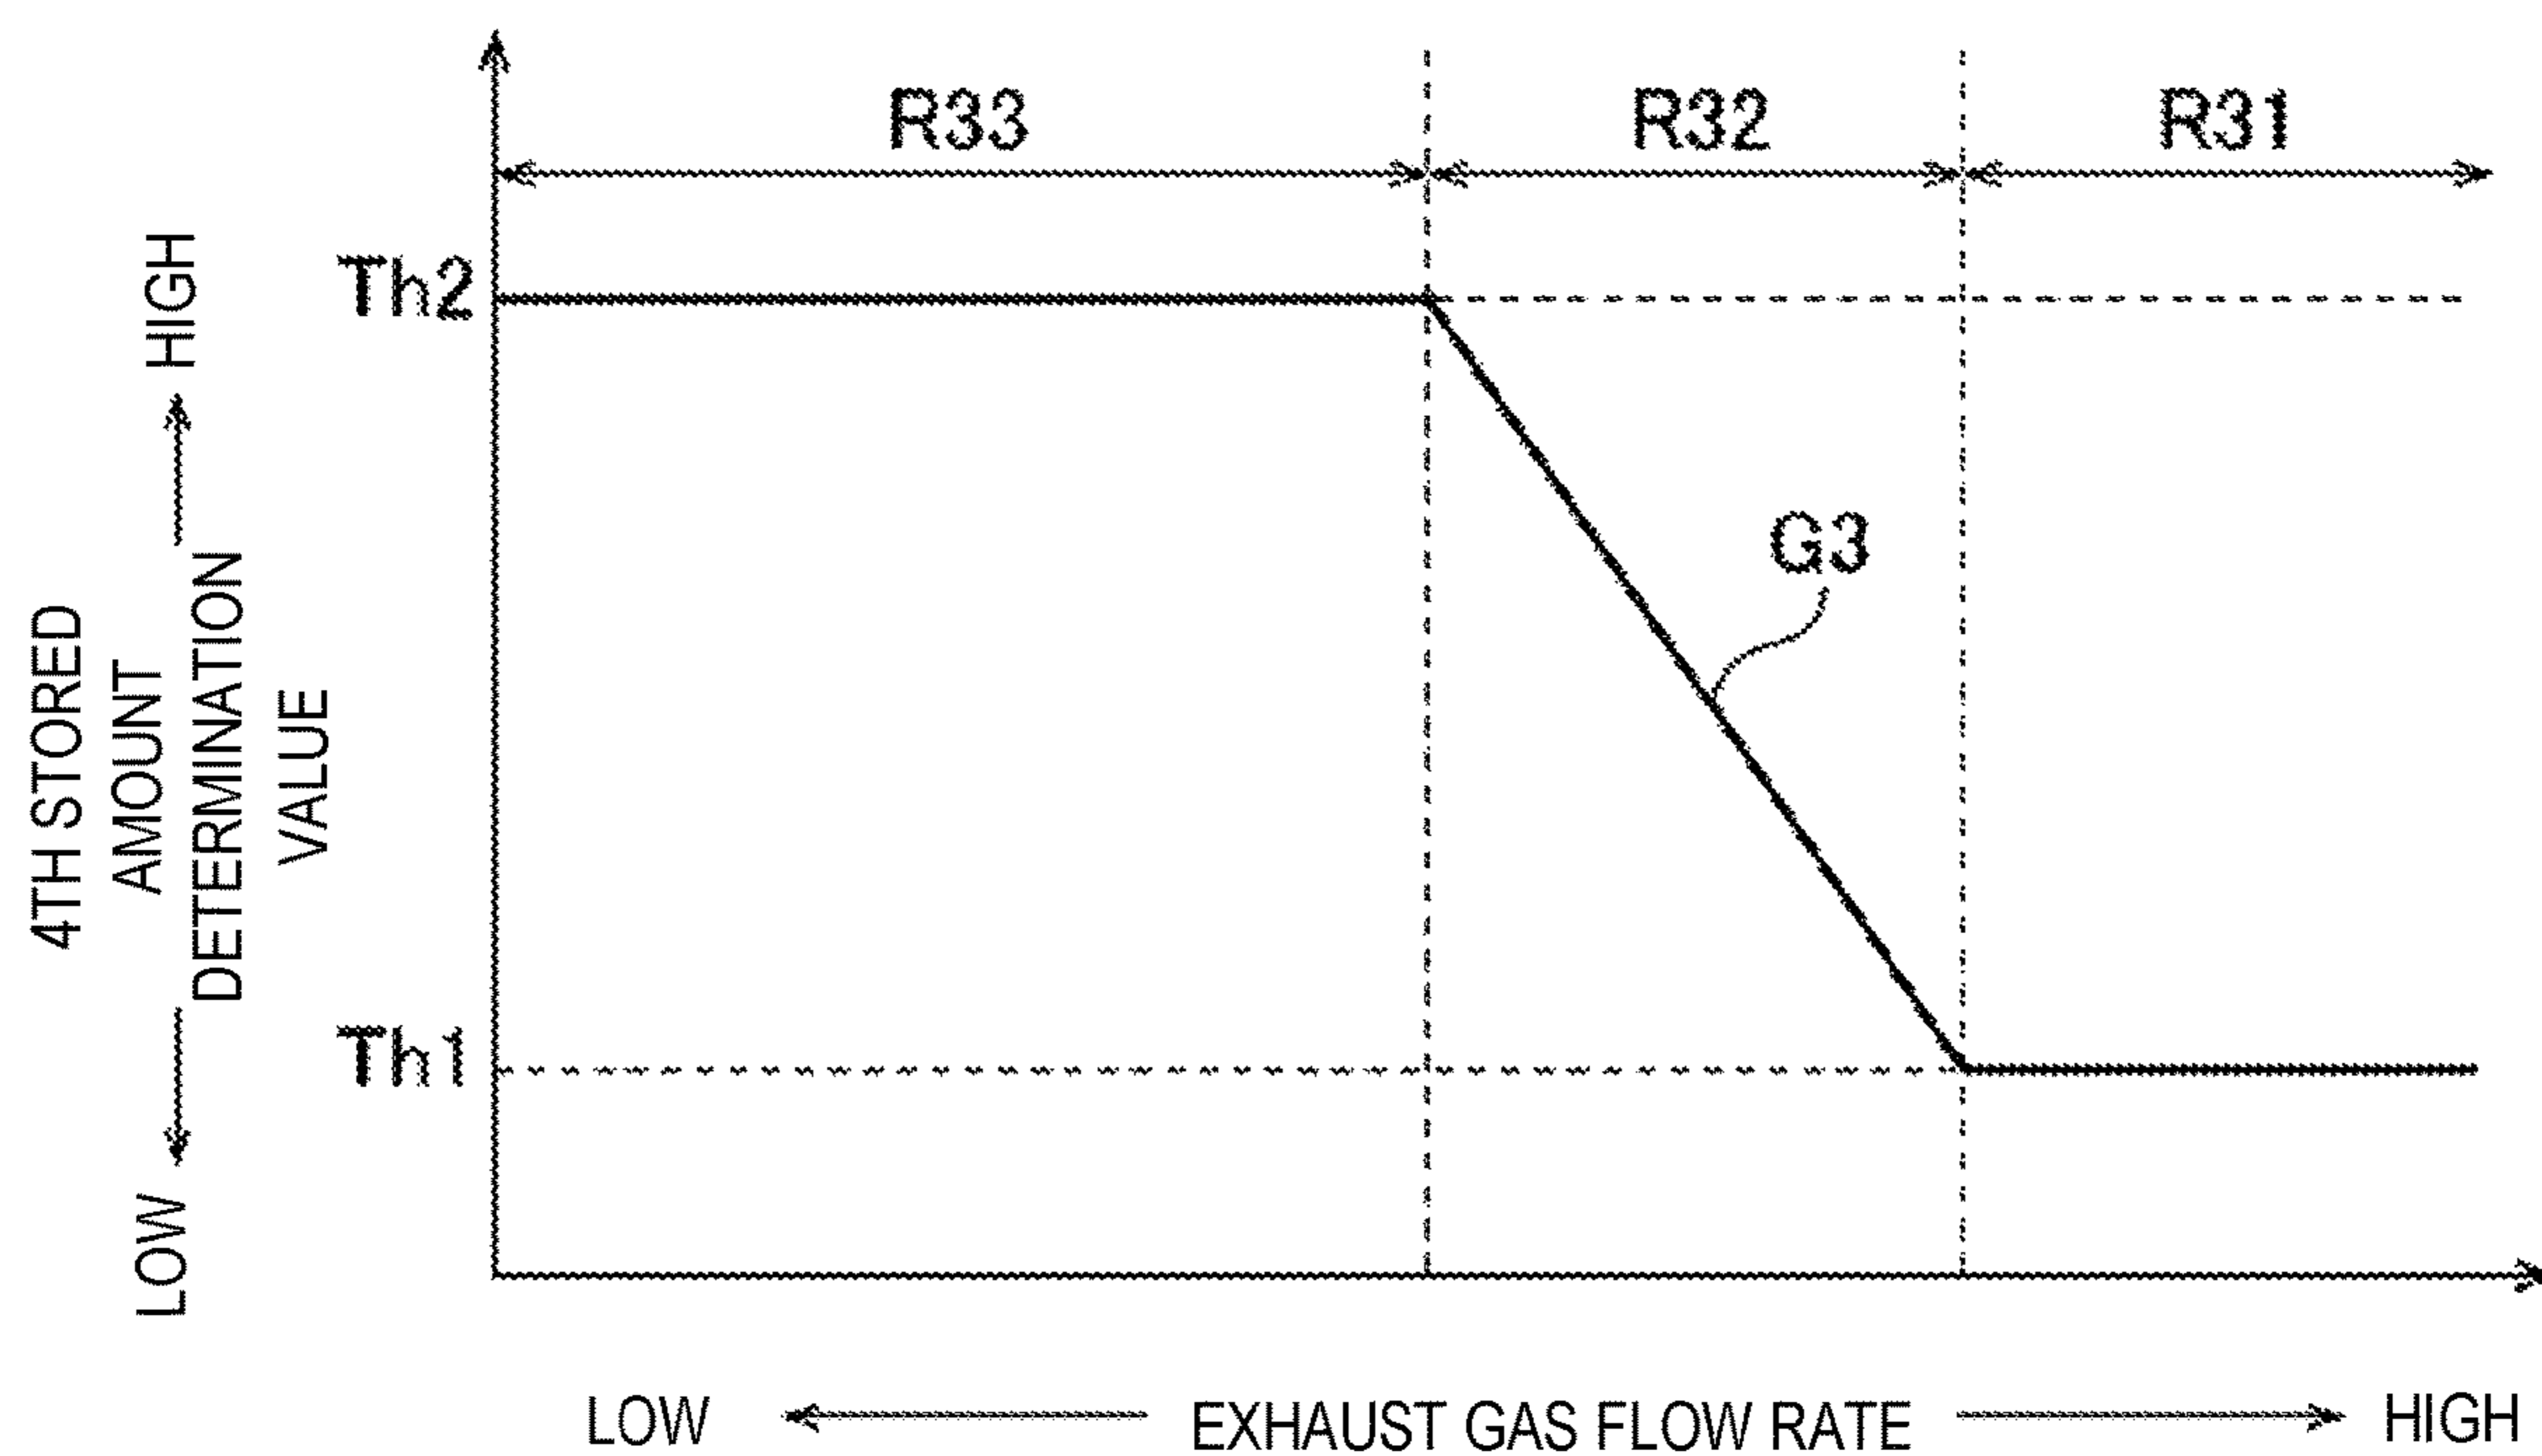 R33
R32
R31
Th2
G3
Th1
HIGH
4TH STORED
AMOUNT
DETERMINATION
VALUE
LOW
LOW
EXHAUST GAS FLOW RATE
HIGH